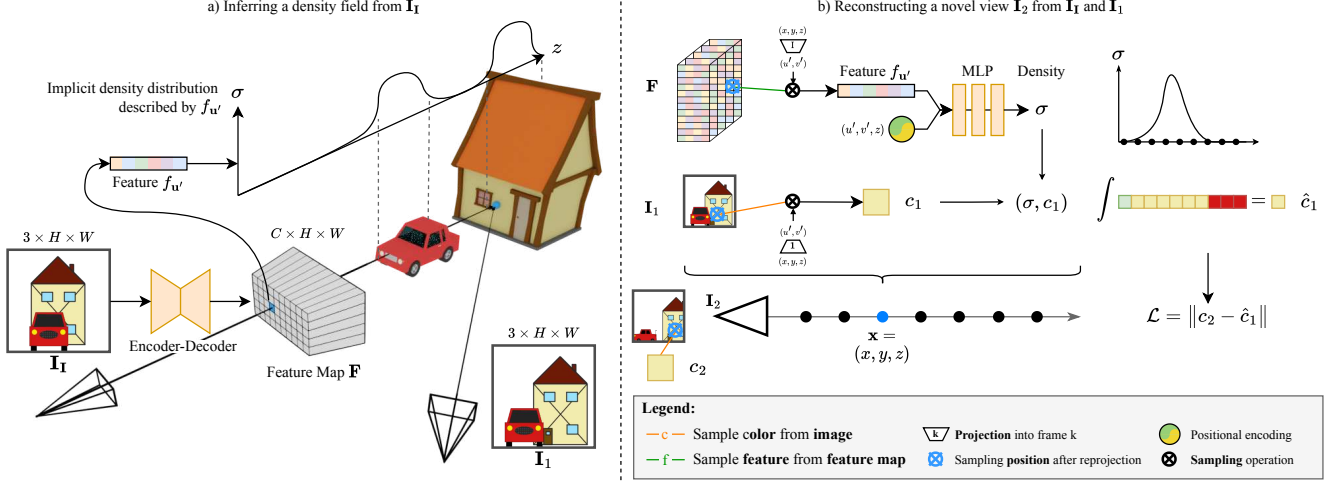 a) Inferring a density field from I_I
z
Implicit density distribution
described by f_u′
σ
Feature f_u′
3 × H × W
C × H × W
Encoder-Decoder
I_I
Feature Map F
3 × H × W
I_1
b) Reconstructing a novel view I_2 from I_I and I_1
F
(x, y, z)
I
(u′, v′)
Feature f_u′
MLP
Density
(u′, v′, z)
σ
σ
I_1
(u′, v′)
1
(x, y, z)
c_1
(σ, c_1)
∫ = ĉ_1
I_2
x =
(x, y, z)
c_2
ℒ = ‖c_2 − ĉ_1‖
Legend:
c Sample color from image
k Projection into frame k
Positional encoding
f Sample feature from feature map
Sampling position after reprojection
Sampling operation